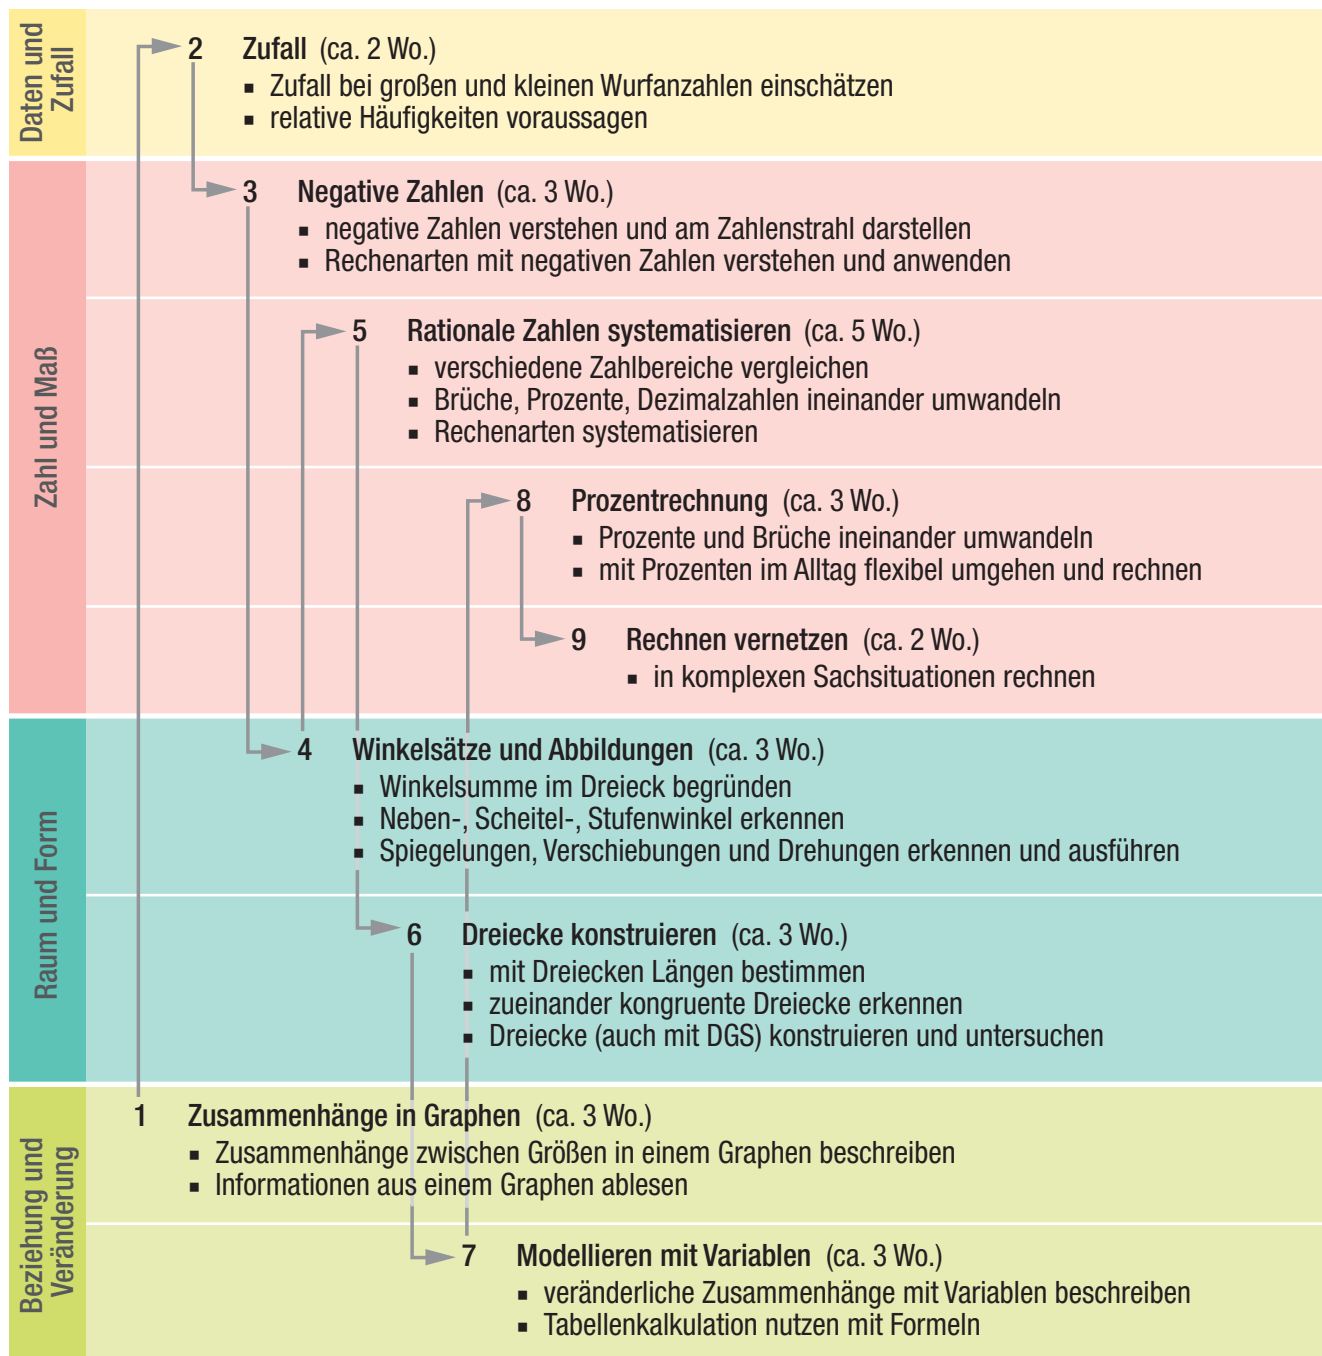 Daten und
Zufall
2 Zufall (ca. 2 Wo.)
▪ Zufall bei großen und kleinen Wurfanzahlen einschätzen
▪ relative Häufigkeiten voraussagen
Zahl und Maß
3 Negative Zahlen (ca. 3 Wo.)
▪ negative Zahlen verstehen und am Zahlenstrahl darstellen
▪ Rechenarten mit negativen Zahlen verstehen und anwenden
5 Rationale Zahlen systematisieren (ca. 5 Wo.)
▪ verschiedene Zahlbereiche vergleichen
▪ Brüche, Prozente, Dezimalzahlen ineinander umwandeln
▪ Rechenarten systematisieren
8 Prozentrechnung (ca. 3 Wo.)
▪ Prozente und Brüche ineinander umwandeln
▪ mit Prozenten im Alltag flexibel umgehen und rechnen
9 Rechnen vernetzen (ca. 2 Wo.)
▪ in komplexen Sachsituationen rechnen
Raum und Form
4 Winkelsätze und Abbildungen (ca. 3 Wo.)
▪ Winkelsumme im Dreieck begründen
▪ Neben-, Scheitel-, Stufenwinkel erkennen
▪ Spiegelungen, Verschiebungen und Drehungen erkennen und ausführen
6 Dreiecke konstruieren (ca. 3 Wo.)
▪ mit Dreiecken Längen bestimmen
▪ zueinander kongruente Dreiecke erkennen
▪ Dreiecke (auch mit DGS) konstruieren und untersuchen
Beziehung und
Veränderung
1 Zusammenhänge in Graphen (ca. 3 Wo.)
▪ Zusammenhänge zwischen Größen in einem Graphen beschreiben
▪ Informationen aus einem Graphen ablesen
7 Modellieren mit Variablen (ca. 3 Wo.)
▪ veränderliche Zusammenhänge mit Variablen beschreiben
▪ Tabellenkalkulation nutzen mit Formeln